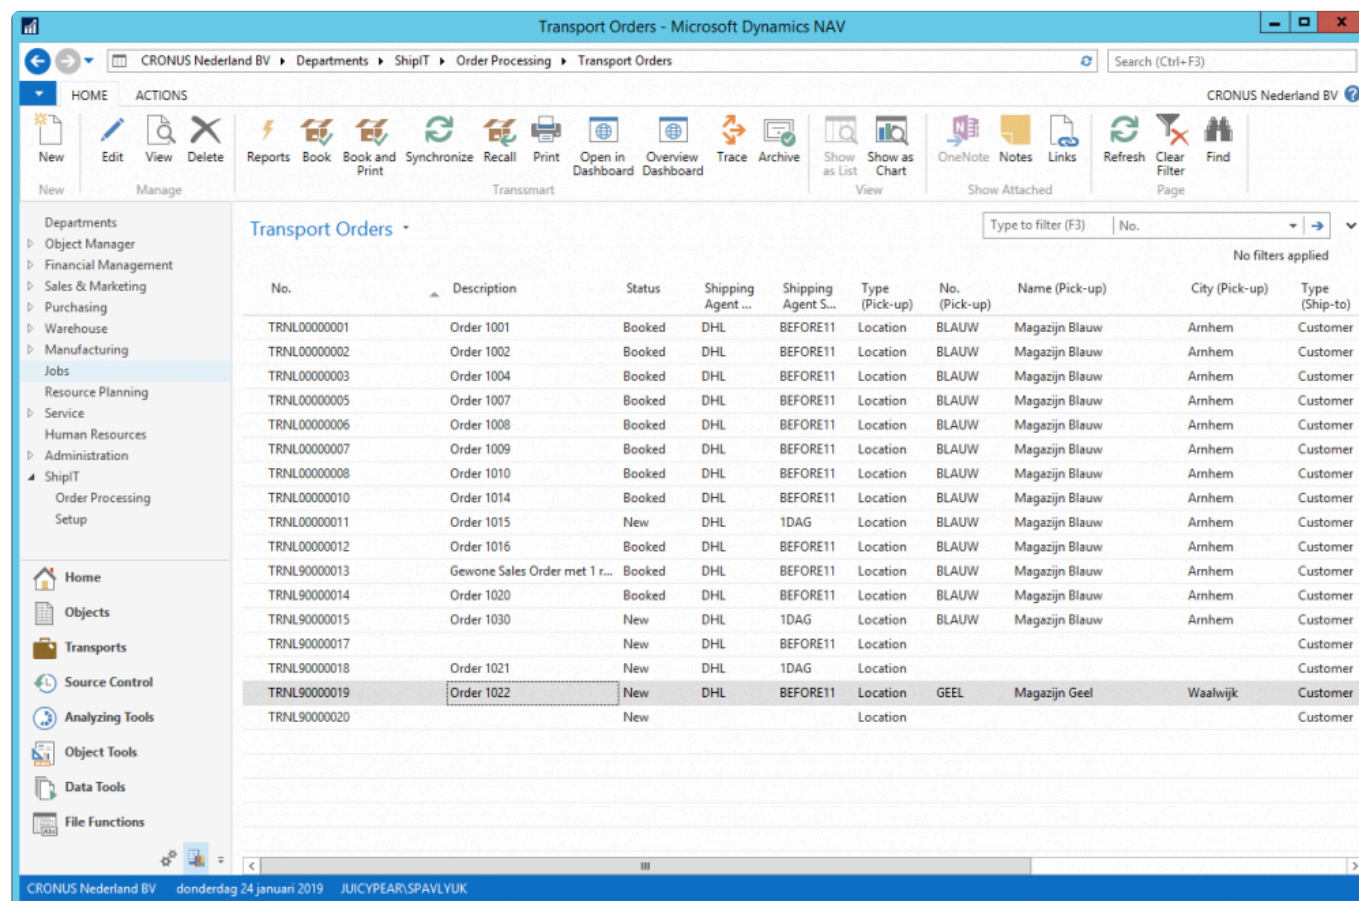 Transport Orders - Microsoft Dynamics NAV
CRONUS Nederland BV Departments ShipIT Order Processing Transport Orders Search (Ctrl+F3)
HOME ACTIONS CRONUS Nederland BV
New Edit View Delete Reports Book Book and Print Synchronize Recall Print Open in Dashboard Overview Dashboard Trace Archive Show as List Show as Chart OneNote Notes Links Refresh Clear Filter Find
New Manage Transsmart View Show Attached Page
Departments
Object Manager
Financial Management
Sales & Marketing
Purchasing
Warehouse
Manufacturing
Jobs
Resource Planning
Service
Human Resources
Administration
ShipIT
Order Processing
Setup
Home
Objects
Transports
Source Control
Analyzing Tools
Object Tools
Data Tools
File Functions
Transport Orders Type to filter (F3) No.
No filters applied
No. Description Status Shipping Agent ... Shipping Agent S... Type (Pick-up) No. (Pick-up) Name (Pick-up) City (Pick-up) Type (Ship-to)
TRNL00000001 Order 1001 Booked DHL BEFORE11 Location BLAUW Magazijn Blauw Arnhem Customer
TRNL00000002 Order 1002 Booked DHL BEFORE11 Location BLAUW Magazijn Blauw Arnhem Customer
TRNL00000003 Order 1004 Booked DHL BEFORE11 Location BLAUW Magazijn Blauw Arnhem Customer
TRNL00000005 Order 1007 Booked DHL BEFORE11 Location BLAUW Magazijn Blauw Arnhem Customer
TRNL00000006 Order 1008 Booked DHL BEFORE11 Location BLAUW Magazijn Blauw Arnhem Customer
TRNL00000007 Order 1009 Booked DHL BEFORE11 Location BLAUW Magazijn Blauw Arnhem Customer
TRNL00000008 Order 1010 Booked DHL BEFORE11 Location BLAUW Magazijn Blauw Arnhem Customer
TRNL00000010 Order 1014 Booked DHL BEFORE11 Location BLAUW Magazijn Blauw Arnhem Customer
TRNL00000011 Order 1015 New DHL 1DAG Location BLAUW Magazijn Blauw Arnhem Customer
TRNL00000012 Order 1016 Booked DHL BEFORE11 Location BLAUW Magazijn Blauw Arnhem Customer
TRNL90000013 Gewone Sales Order met 1 r... Booked DHL BEFORE11 Location BLAUW Magazijn Blauw Arnhem Customer
TRNL90000014 Order 1020 Booked DHL BEFORE11 Location BLAUW Magazijn Blauw Arnhem Customer
TRNL90000015 Order 1030 New DHL 1DAG Location BLAUW Magazijn Blauw Arnhem Customer
TRNL90000017 New DHL BEFORE11 Location Customer
TRNL90000018 Order 1021 New DHL 1DAG Location Customer
TRNL90000019 Order 1022 New DHL BEFORE11 Location GEEL Magazijn Geel Waalwijk Customer
TRNL90000020 New Location Customer
CRONUS Nederland BV donderdag 24 januari 2019 JUICYPEAR\SPAVLYUK